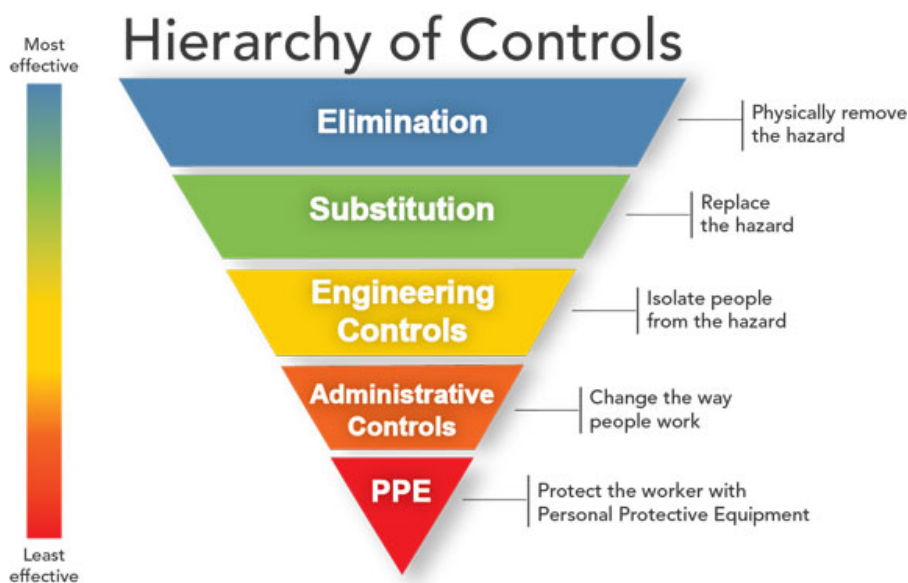 Hierarchy of Controls
Most
effective
Elimination
Physically remove
the hazard
Substitution
Replace
the hazard
Engineering
Controls
Isolate people
from the hazard
Administrative
Controls
Change the way
people work
PPE
Protect the worker with
Personal Protective Equipment
Least
effective